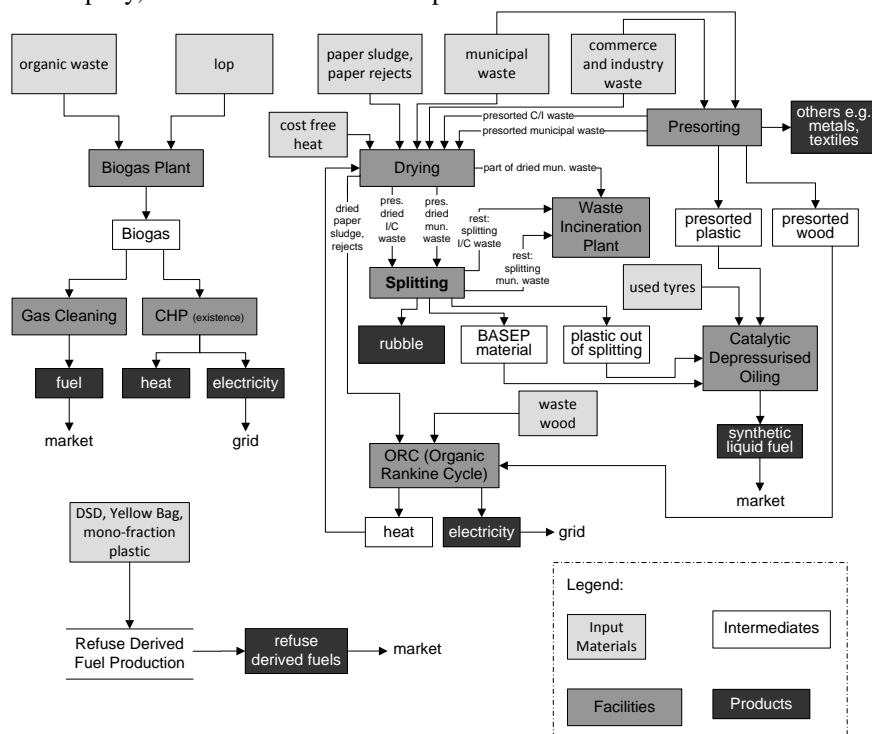 organic waste
lop
paper sludge,
paper rejects
municipal
waste
commerce
and industry
waste
cost free
heat
presorted C/I waste
presorted municipal waste
Presorting
others e.g.
metals,
textiles
Biogas Plant
Drying
part of dried mun. waste
dried
paper
sludge,
rejects
pres.
dried
I/C
waste
pres.
dried
mun.
waste
rest:
splitting
I/C waste
rest:
splitting
mun. waste
Waste
Incineration
Plant
presorted
plastic
presorted
wood
Biogas
Splitting
used tyres
Gas Cleaning
CHP (existence)
rubble
BASEP
material
plastic out
of splitting
Catalytic
Depressurised
Oiling
fuel
heat
electricity
waste
wood
market
grid
synthetic
liquid fuel
ORC (Organic
Rankine Cycle)
market
DSD, Yellow Bag,
mono-fraction
plastic
heat
electricity
grid
Legend:
Input
Materials
Intermediates
Refuse Derived
Fuel Production
refuse
derived fuels
market
Facilities
Products